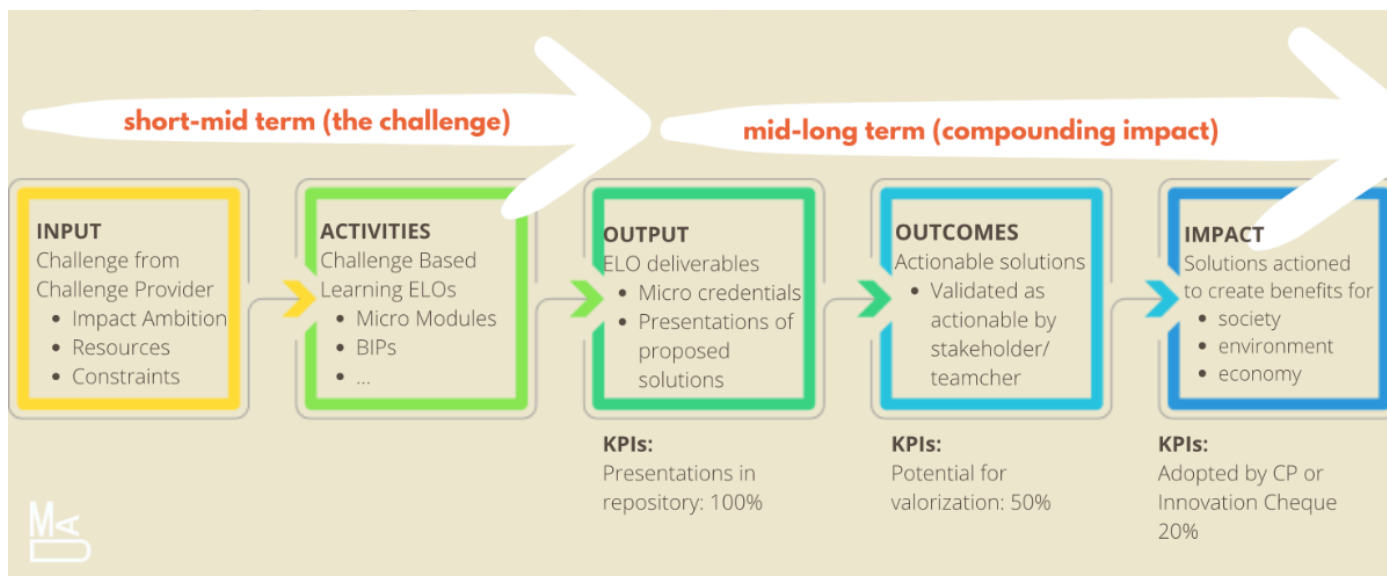 short-mid term (the challenge)
mid-long term (compounding impact)
INPUT
Challenge from
Challenge Provider
• Impact Ambition
• Resources
• Constraints
ACTIVITIES
Challenge Based
Learning ELOs
• Micro Modules
• BIPs
• ...
OUTPUT
ELO deliverables
• Micro credentials
• Presentations of
proposed
solutions
OUTCOMES
Actionable solutions
• Validated as
actionable by
stakeholder/
teamcher
IMPACT
Solutions actioned
to create benefits for
• society
• environment
• economy
KPIs:
Presentations in
repository: 100%
KPIs:
Potential for
valorization: 50%
KPIs:
Adopted by CP or
Innovation Cheque
20%
MAD